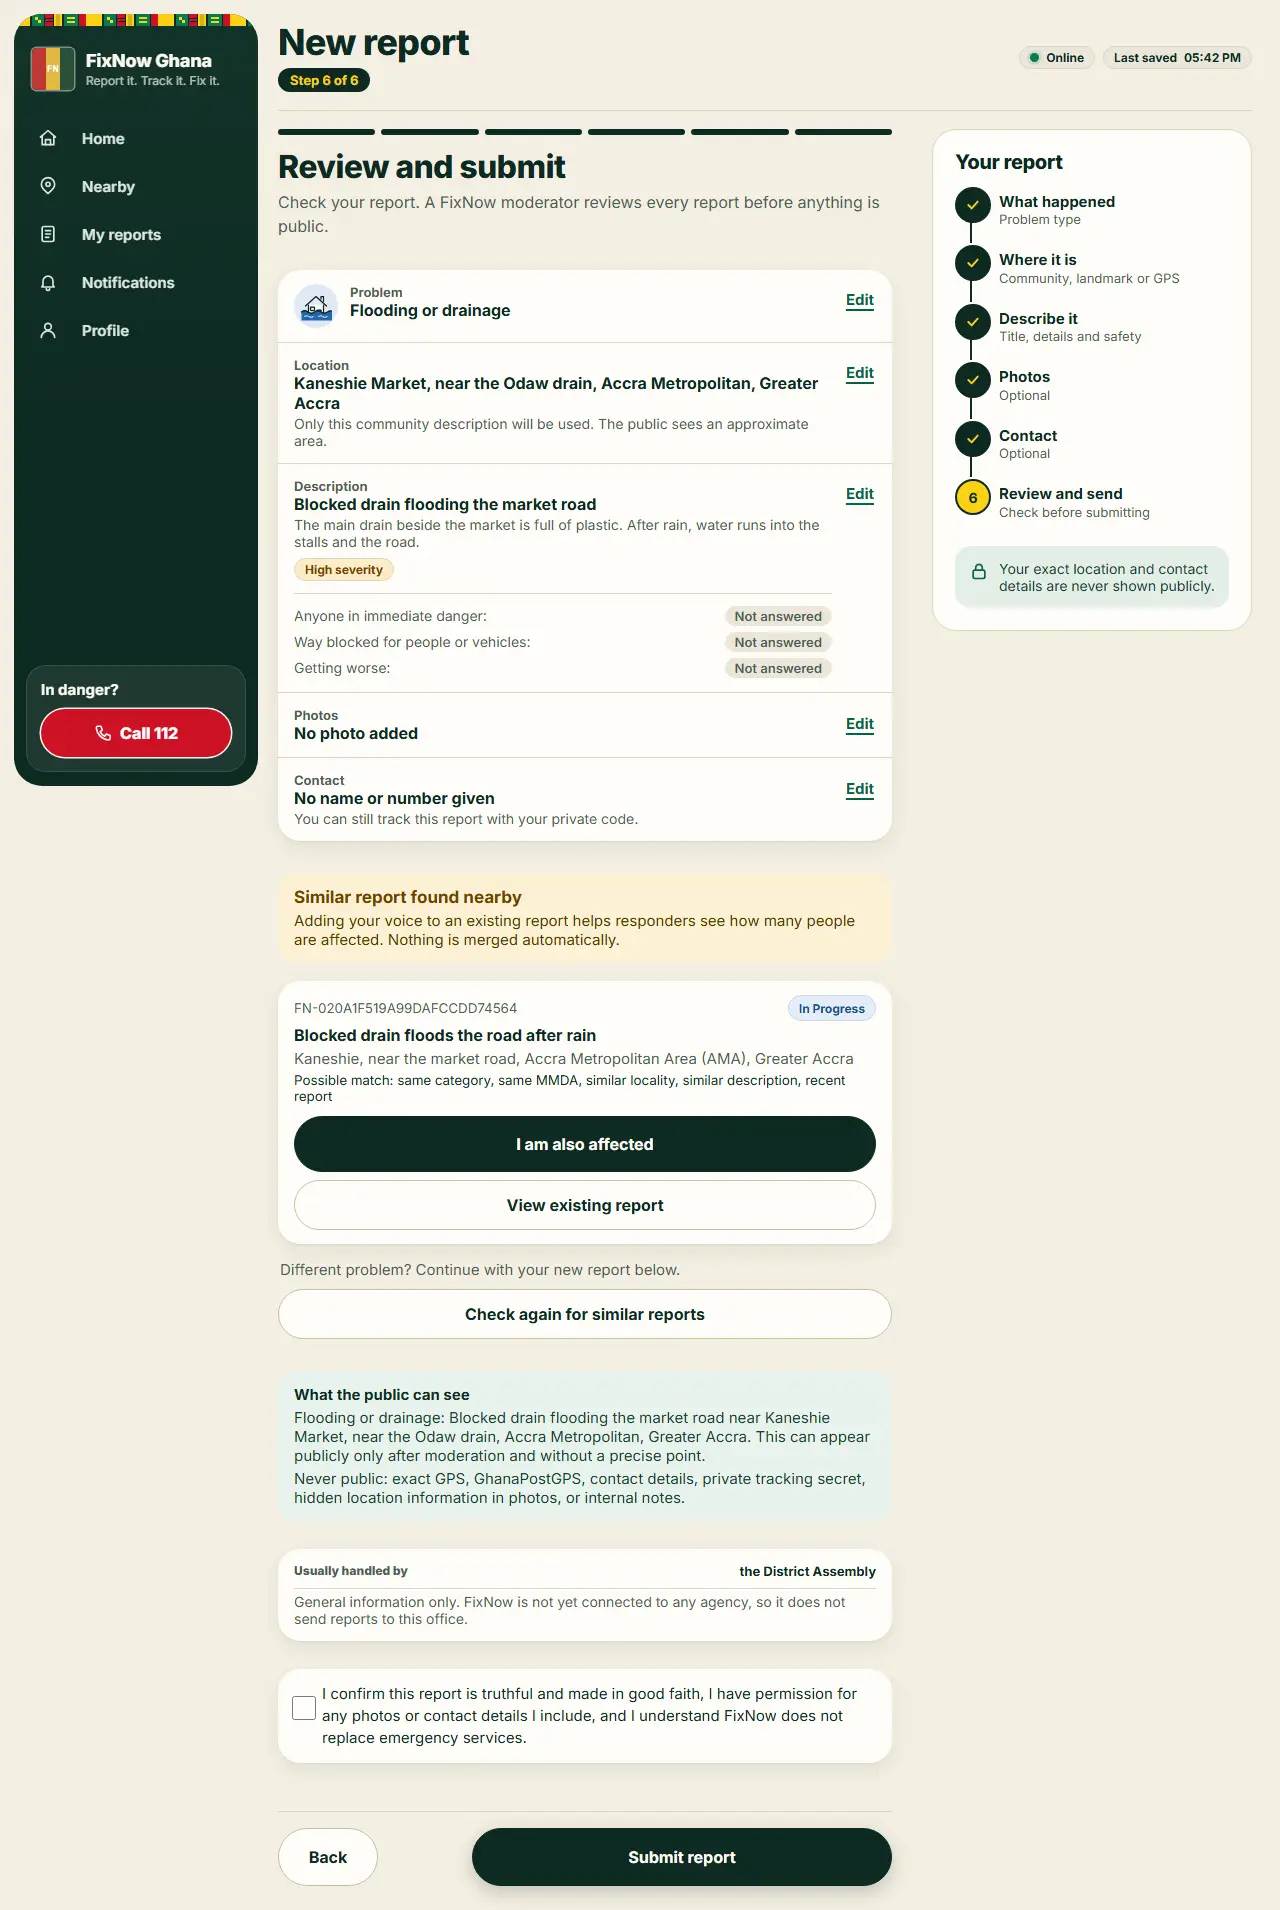 FN
FixNow Ghana
Report it. Track it. Fix it.
Home
Nearby
My reports
Notifications
Profile
In danger?
Call 112
New report
Step 6 of 6
Online
Last saved 05:42 PM
Review and submit
Check your report. A FixNow moderator reviews every report before anything is
public.
Problem
Flooding or drainage
Edit
Location
Kaneshie Market, near the Odaw drain, Accra Metropolitan, Greater
Accra
Only this community description will be used. The public sees an approximate
area.
Edit
Description
Blocked drain flooding the market road
The main drain beside the market is full of plastic. After rain, water runs into the
stalls and the road.
High severity
Edit
Anyone in immediate danger: Not answered
Way blocked for people or vehicles: Not answered
Getting worse: Not answered
Photos
No photo added
Edit
Contact
No name or number given
You can still track this report with your private code.
Edit
Similar report found nearby
Adding your voice to an existing report helps responders see how many people
are affected. Nothing is merged automatically.
FN-020A1F519A99DAFCCDD74564
In Progress
Blocked drain floods the road after rain
Kaneshie, near the market road, Accra Metropolitan Area (AMA), Greater Accra
Possible match: same category, same MMDA, similar locality, similar description, recent
report
I am also affected
View existing report
Different problem? Continue with your new report below.
Check again for similar reports
What the public can see
Flooding or drainage: Blocked drain flooding the market road near Kaneshie
Market, near the Odaw drain, Accra Metropolitan, Greater Accra. This can appear
publicly only after moderation and without a precise point.
Never public: exact GPS, GhanaPostGPS, contact details, private tracking secret,
hidden location information in photos, or internal notes.
Usually handled by the District Assembly
General information only. FixNow is not yet connected to any agency, so it does not
send reports to this office.
I confirm this report is truthful and made in good faith, I have permission for
any photos or contact details I include, and I understand FixNow does not
replace emergency services.
Back
Submit report
Your report
What happened
Problem type
Where it is
Community, landmark or GPS
Describe it
Title, details and safety
Photos
Optional
Contact
Optional
6
Review and send
Check before submitting
Your exact location and contact
details are never shown publicly.